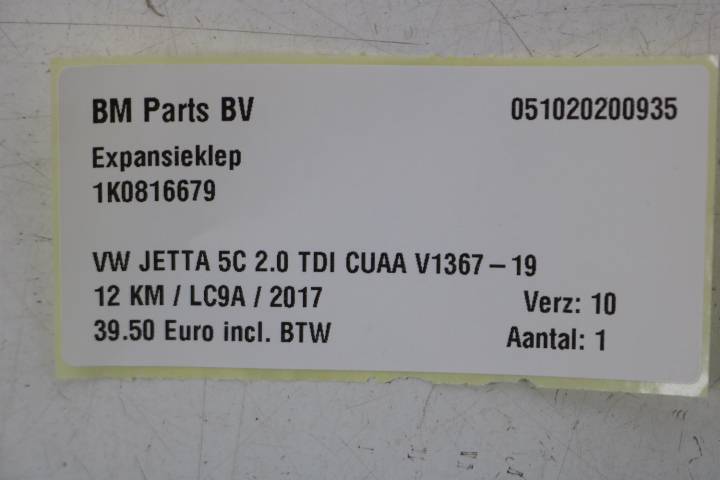 BM Parts BV 051020200935
Expansieklep
1K0816679
VW JETTA 5C 2.0 TDI CUAA V1367-19
12 KM / LC9A / 2017 Verz: 10
39.50 Euro incl. BTW Aantal: 1